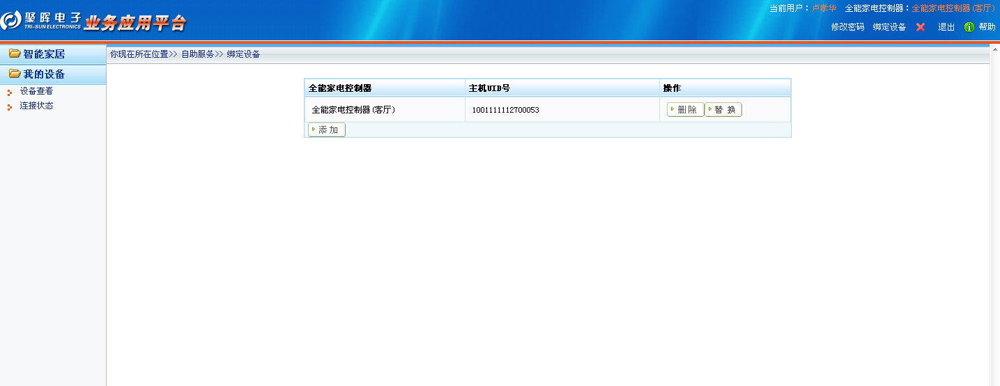 聚晖电子
TRI-SUN ELECTRONICS
业务应用平台
当前用户：卢孝华 全能家电控制器：全能家电控制器(客厅)
修改密码 绑定设备 退出 帮助
智能家居
我的设备
设备查看
连接状态
你现在所在位置>> 自助服务>> 绑定设备
全能家电控制器 主机UID号 操作
全能家电控制器(客厅) 1001111112700053 删除 替换
添加